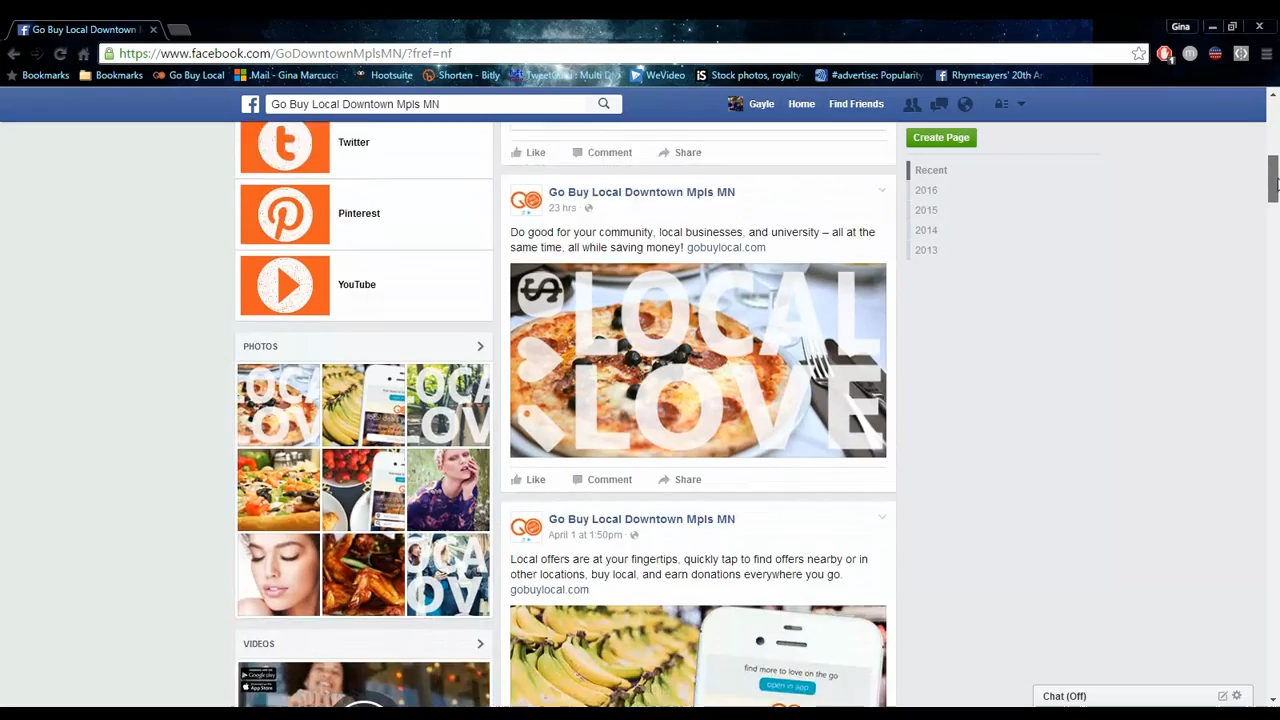 Go Buy Local Downtown
Gina
https://www.facebook.com/GoDowntownMplsMN/?fref=nf
Bookmarks
Bookmarks
Go Buy Local
Mail - Gina Marcucci
Hootsuite
Shorten - Bitly
TweetGuru : Multi
WeVideo
Stock photos, royalty
#advertise: Popularity
Rhymesayers' 20th
Go Buy Local Downtown Mpls MN
Gayle
Home
Find Friends
Twitter
Pinterest
YouTube
PHOTOS
VIDEOS
Google play
App Store
Like Comment Share
Go Buy Local Downtown Mpls MN
23 hrs ·
Do good for your community, local businesses, and university – all at the
same time, all while saving money! gobuylocal.com
LOCAL
LOVE
Like Comment Share
Go Buy Local Downtown Mpls MN
April 1 at 1:50pm ·
Local offers are at your fingertips, quickly tap to find offers nearby or in
other locations, buy local, and earn donations everywhere you go.
gobuylocal.com
find more to love on the go
open in app
Create Page
Recent
2016
2015
2014
2013
Chat (Off)